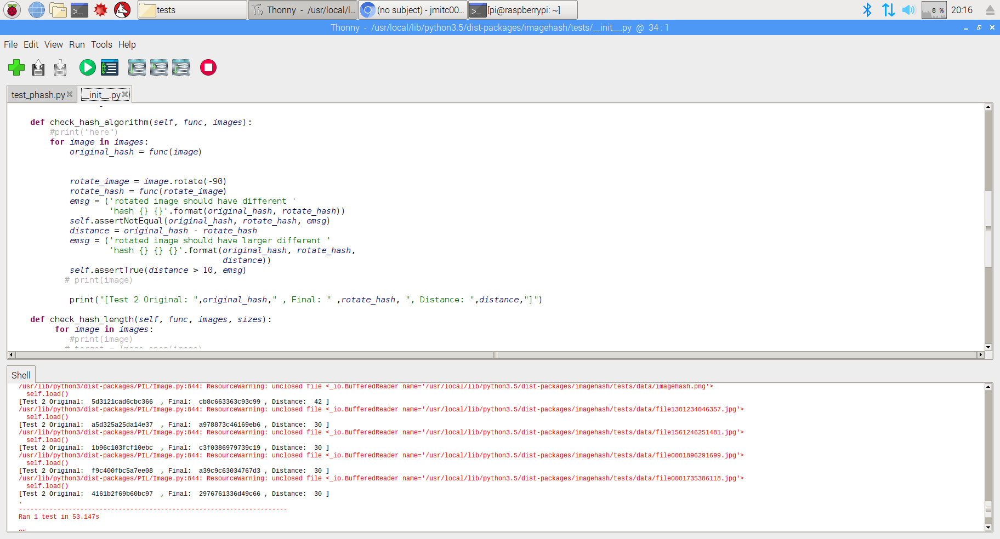 tests
Thonny - /usr/local/l...
(no subject) - jmitc00...
[pi@raspberrypi: ~]
8 %
20:16
Thonny - /usr/local/lib/python3.5/dist-packages/imagehash/tests/__init__.py @ 34 : 1
File Edit View Run Tools Help
test_phash.py
__init__.py
def check_hash_algorithm(self, func, images):
#print("here")
for image in images:
original_hash = func(image)
rotate_image = image.rotate(-90)
rotate_hash = func(rotate_image)
emsg = ('rotated image should have different '
'hash {} {}'.format(original_hash, rotate_hash))
self.assertNotEqual(original_hash, rotate_hash, emsg)
distance = original_hash - rotate_hash
emsg = ('rotated image should have larger different '
'hash {} {} {}'.format(original_hash, rotate_hash,
distance))
self.assertTrue(distance > 10, emsg)
# print(image)
print("[Test 2 Original: ",original_hash," , Final: " ,rotate_hash, ", Distance: ",distance,"]")
def check_hash_length(self, func, images, sizes):
for image in images:
#print(image)
# target = Image.open(image)
Shell
/usr/lib/python3/dist-packages/PIL/Image.py:844: ResourceWarning: unclosed file <_io.BufferedReader name='/usr/local/lib/python3.5/dist-packages/imagehash/tests/data/imagehash.png'>
self.load()
[Test 2 Original:  5d3121cad6cbc366  , Final:  cb8c663363c93c99 , Distance:  42 ]
/usr/lib/python3/dist-packages/PIL/Image.py:844: ResourceWarning: unclosed file <_io.BufferedReader name='/usr/local/lib/python3.5/dist-packages/imagehash/tests/data/file1301234046357.jpg'>
self.load()
[Test 2 Original:  a5d325a25da14e37  , Final:  a978873c46169eb6 , Distance:  30 ]
/usr/lib/python3/dist-packages/PIL/Image.py:844: ResourceWarning: unclosed file <_io.BufferedReader name='/usr/local/lib/python3.5/dist-packages/imagehash/tests/data/file1561246251481.jpg'>
self.load()
[Test 2 Original:  1b96c103fcf10ebc  , Final:  c3f0386979739c19 , Distance:  30 ]
/usr/lib/python3/dist-packages/PIL/Image.py:844: ResourceWarning: unclosed file <_io.BufferedReader name='/usr/local/lib/python3.5/dist-packages/imagehash/tests/data/file0001896291699.jpg'>
self.load()
[Test 2 Original:  f9c400fbc5a7ee08  , Final:  a39c9c63034767d3 , Distance:  30 ]
/usr/lib/python3/dist-packages/PIL/Image.py:844: ResourceWarning: unclosed file <_io.BufferedReader name='/usr/local/lib/python3.5/dist-packages/imagehash/tests/data/file0001735386118.jpg'>
self.load()
[Test 2 Original:  4161b2f69b60bc97  , Final:  2976761336d49c66 , Distance:  30 ]
.
----------------------------------------------------------------------
Ran 1 test in 53.147s
OK